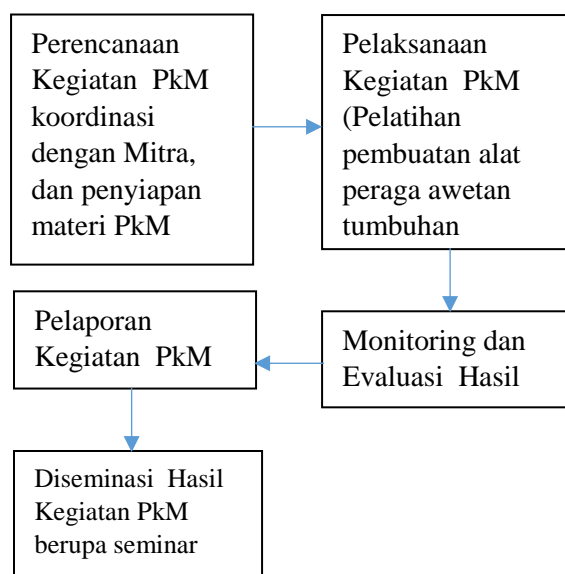 Perencanaan
Kegiatan PkM
koordinasi
dengan Mitra,
dan penyiapan
materi PkM
Pelaksanaan
Kegiatan PkM
(Pelatihan
pembuatan alat
peraga awetan
tumbuhan
Monitoring dan
Evaluasi Hasil
Pelaporan
Kegiatan PkM
Diseminasi Hasil
Kegiatan PkM
berupa seminar